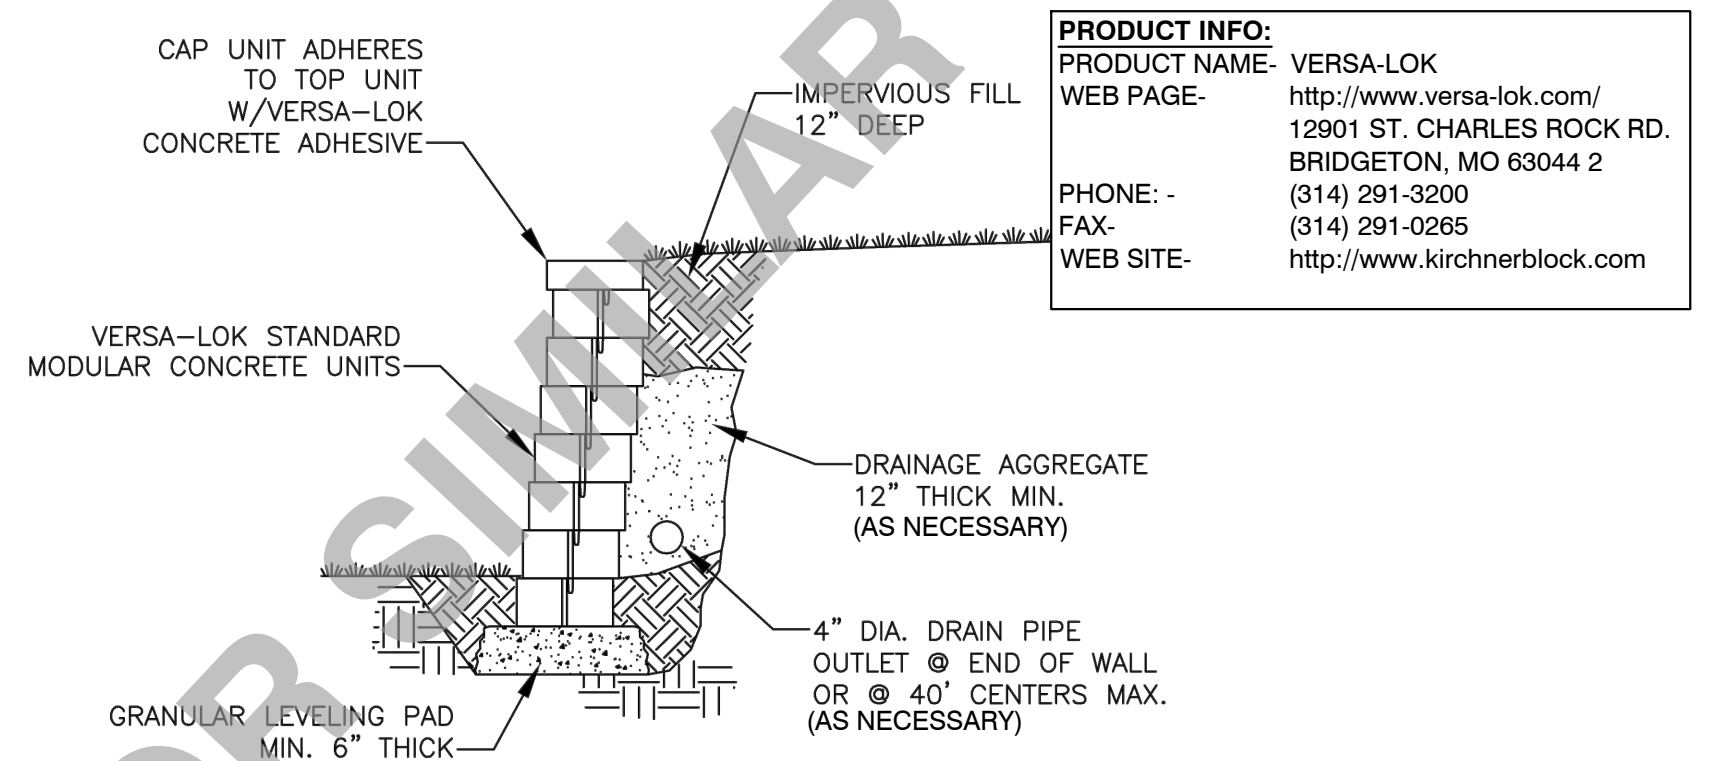 CAP UNIT ADHERES
TO TOP UNIT
W/VERSA-LOK
CONCRETE ADHESIVE
IMPERVIOUS FILL
12" DEEP
PRODUCT INFO:
PRODUCT NAME- VERSA-LOK
WEB PAGE- http://www.versa-lok.com/
12901 ST. CHARLES ROCK RD.
BRIDGETON, MO 63044 2
PHONE: - (314) 291-3200
FAX- (314) 291-0265
WEB SITE- http://www.kirchnerblock.com
VERSA-LOK STANDARD
MODULAR CONCRETE UNITS
DRAINAGE AGGREGATE
12" THICK MIN.
(AS NECESSARY)
4" DIA. DRAIN PIPE
OUTLET @ END OF WALL
OR @ 40' CENTERS MAX.
(AS NECESSARY)
GRANULAR LEVELING PAD
MIN. 6" THICK
OR SIMILAR